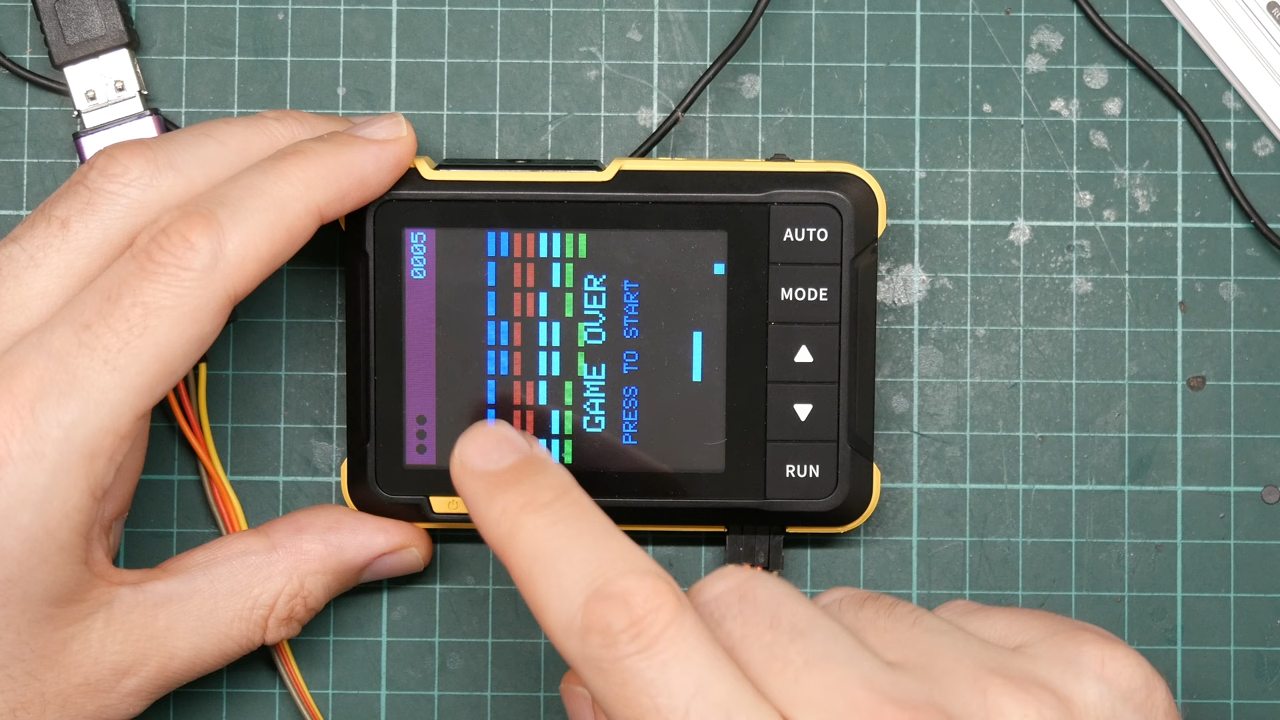 0005
GAME OVER
PRESS TO START
AUTO
MODE
RUN